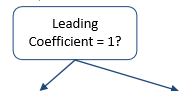 Leading
Coefficient = 1?